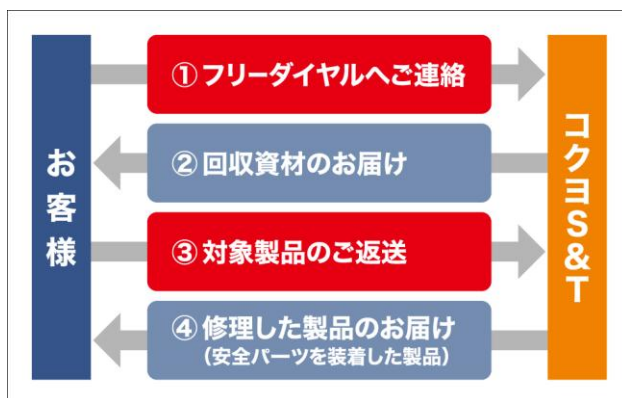 お客様
①フリーダイヤルへご連絡
②回収資材のお届け
③対象製品のご返送
④修理した製品のお届け
（安全パーツを装着した製品）
コクヨS&T